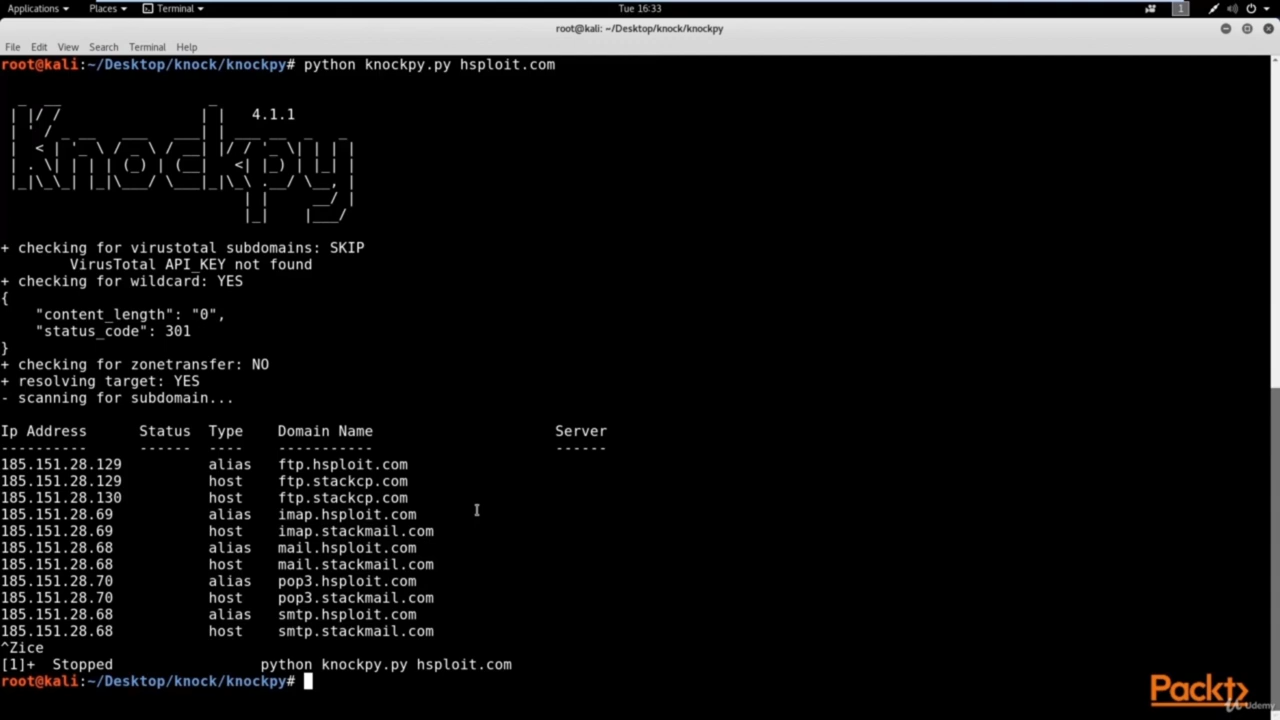 Applications Places Terminal Tue 16:33 1
root@kali: ~/Desktop/knock/knockpy
File Edit View Search Terminal Help
root@kali:~/Desktop/knock/knockpy# python knockpy.py hsploit.com
4.1.1
Knockpy
+ checking for virustotal subdomains: SKIP
VirusTotal API_KEY not found
+ checking for wildcard: YES
{
"content_length": "0",
"status_code": 301
}
+ checking for zonetransfer: NO
+ resolving target: YES
- scanning for subdomain...
Ip Address Status Type Domain Name Server
---------- ------ ---- ----------- ------
185.151.28.129 alias ftp.hsploit.com
185.151.28.129 host ftp.stackcp.com
185.151.28.130 host ftp.stackcp.com
185.151.28.69 alias imap.hsploit.com
185.151.28.69 host imap.stackmail.com
185.151.28.68 alias mail.hsploit.com
185.151.28.68 host mail.stackmail.com
185.151.28.70 alias pop3.hsploit.com
185.151.28.70 host pop3.stackmail.com
185.151.28.68 alias smtp.hsploit.com
185.151.28.68 host smtp.stackmail.com
^Zice
[1]+ Stopped python knockpy.py hsploit.com
root@kali:~/Desktop/knock/knockpy#
Packt
Udemy